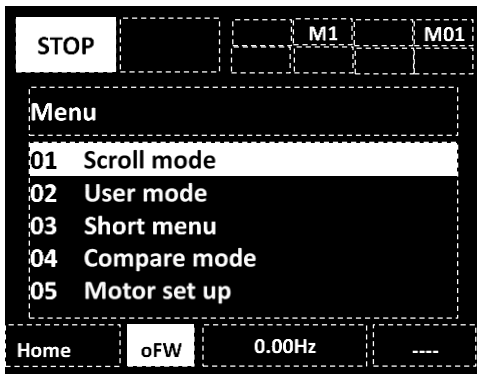 STOP M1 M01
Menu
01 Scroll mode
02 User mode
03 Short menu
04 Compare mode
05 Motor set up
Home oFW 0.00Hz ----